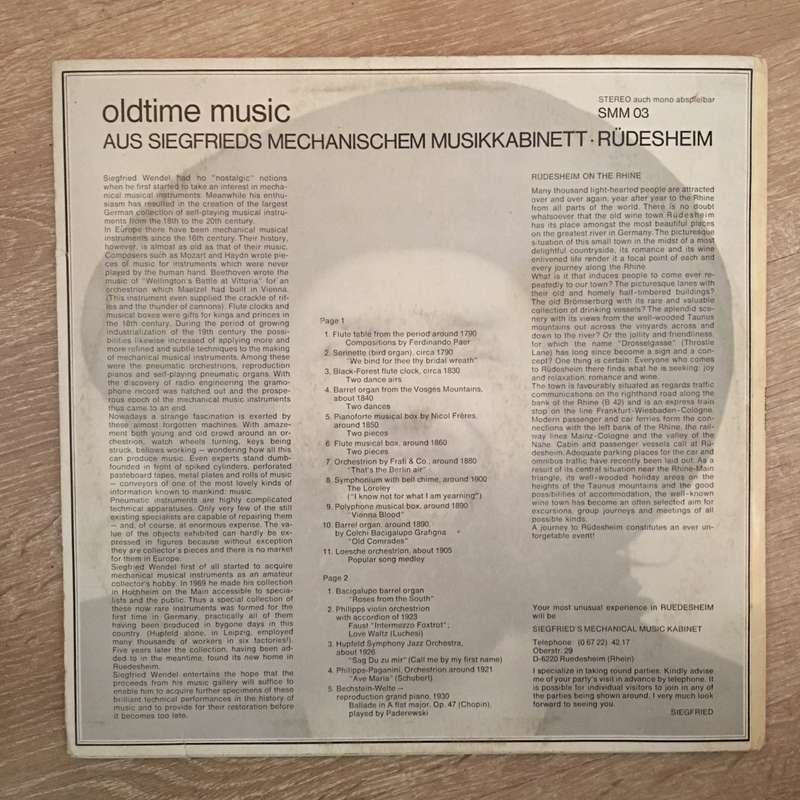 oldtime music
STEREO auch mono abspielbar
SMM 03
AUS SIEGFRIEDS MECHANISCHEM MUSIKKABINETT · RÜDESHEIM
Siegfried Wendel had no "nostalgic" notions
when he first started to take an interest in mecha-
nical musical instruments. Meanwhile his enthu-
siasm has resulted in the creation of the largest
German collection of self-playing musical instru-
ments from the 18th to the 20th century.
In Europe there have been mechanical musical
instruments since the 16th century. Their history,
however, is almost as old as that of their music.
Composers such as Mozart and Haydn wrote pie-
ces of music for instruments which were never
played by the human hand. Beethoven wrote the
music of "Wellington's Battle at Vittoria" for an
orchestrion which Maelzel had built in Vienna.
(This instrument even supplied the crackle of rif-
les and the thunder of cannons). Flute clocks and
musical boxes were gifts for kings and princes in
the 18th century. During the period of growing
industrialization of the 19th century the possi-
bilities likewise increased of applying more and
more refined and subtle techniques to the making
of mechanical musical instruments. Among these
were the pneumatic orchestrions, reproduction
pianos and self-playing pneumatic organs. With
the discovery of radio engineering the gramo-
phone record was hatched out and the prospe-
rous epoch of the mechanical music instruments
thus came to an end.
Nowadays a strange fascination is exerted by
these almost forgotten machines. With amaze-
ment both young and old crowd around an or-
chestrion, watch wheels turning, keys being
struck, bellows working – wondering how all this
can produce music. Even experts stand dumb-
founded in front of spiked cylinders, perforated
pasteboard tapes, metal plates and rolls of music
– conveyors of one of the most lovely kinds of
information known to mankind: music.
Pneumatic instruments are highly complicated
technical apparatuses. Only very few of the still
existing specialists are capable of repairing them
– and, of course, at enormous expense. The va-
lue of the objects exhibited can hardly be ex-
pressed in figures because without exception
they are collector's pieces and there is no market
for them in Europe.
Siegfried Wendel first of all started to acquire
mechanical musical instruments as an amateur
collector's hobby. In 1969 he made his collection
in Hochheim on the Main accessible to specia-
lists and the public. Thus a special collection of
these now rare instruments was formed for the
first time in Germany, practically all of them
having been produced in bygone days in this
country. (Hupfeld alone, in Leipzig, employed
many thousands of workers in six factories!).
Five years later the collection, having been ad-
ded to in the meantime, found its new home in
Ruedesheim.
Siegfried Wendel entertains the hope that the
proceeds from his music gallery will suffice to
enable him to acquire further specimens of these
brilliant technical performances in the history of
music and to provide for their restoration before
it becomes too late.
Page 1
1. Flute table from the period around 1790
Compositions by Ferdinando Paer
2. Serinette (bird organ), circa 1790
"We bind for thee thy bridal wreath"
3. Black-Forest flute clock, circa 1830
Two dance airs
4. Barrel organ from the Vosges Mountains,
about 1840
Two dances
5. Pianoforte musical box by Nicol Frères,
around 1850
Two pieces
6. Flute musical box, around 1860
Two pieces
7. Orchestrion by Frati & Co., around 1880
"That's the Berlin air"
8. Symphonium with bell chime, around 1900
The Loreley
("I know not for what I am yearning")
9. Polyphone musical box, around 1890
"Vienna Blood"
10. Barrel organ, around 1890
by Colchi Bacigalupo Grafigna
"Old Comrades"
11. Loesche orchestrion, about 1905
Popular song medley
Page 2
1. Bacigalupo barrel organ
"Roses from the South"
2. Philipps violin orchestrion
with accordion of 1923
Faust "Intermezzo Foxtrot";
Love Waltz (Luchesi)
3. Hupfeld Symphony Jazz Orchestra,
about 1926
"Sag Du zu mir" (Call me by my first name)
4. Philipps-Paganini, Orchestrion around 1921
"Ave Maria" (Schubert)
5. Bechstein-Welte –
reproduction grand piano, 1930
Ballade in A flat major, Op. 47 (Chopin),
played by Paderewski
RÜDESHEIM ON THE RHINE
Many thousand light-hearted people are attracted
over and over again, year after year to the Rhine
from all parts of the world. There is no doubt
whatsoever that the old wine town Rüdesheim
has its place amongst the most beautiful places
on the greatest river in Germany. The picturesque
situation of this small town in the midst of a most
delightful countryside, its romance and its wine
enlivened life render it a focal point of each and
every journey along the Rhine.
What is it that induces people to come ever re-
peatedly to our town? The picturesque lanes with
their old and homely half-timbered buildings?
The old Brömserburg with its rare and valuable
collection of drinking vessels? The splendid sce-
nery with its views from the well-wooded Taunus
mountains out across the vinyards across and
down to the river? Or the jollity and friendliness,
for which the name "Drosselgasse" (Throstle
Lane) has long since become a sign and a con-
cept? One thing is certain: Everyone who comes
to Rüdesheim there finds what he is seeking: joy
and relaxation, romance and wine.
The town is favourably situated as regards traffic
communications on the righthand road along the
bank of the Rhine (B 42) and is an express train
stop on the line Frankfurt-Wiesbaden-Cologne.
Modern passenger and car ferries form the con-
nections with the left bank of the Rhine, the rail-
way lines Mainz-Cologne and the valley of the
Nahe. Cabin and passenger vessels call at Rü-
desheim. Adequate parking places for the car and
omnibus traffic have recently been laid out. As a
result of its central situation near the Rhine-Main
triangle, its well-wooded holiday areas on the
heights of the Taunus mountains and the good
possibilities of accommodation, the well-known
wine town has become an often selected aim for
excursions, group journeys and meetings of all
possible kinds.
A journey to Rüdesheim constitutes an ever un-
forgetable event!
Your most unusual experience in RUEDESHEIM
will be
SIEGFRIED'S MECHANICAL MUSIC KABINET
Telephone (0 67 22) 42 17
Oberstr. 29
D-6220 Ruedesheim (Rhein)
I specialize in taking round parties. Kindly advise
me of your party's visit in advance by telephone. It
is possible for individual visitors to join in any of
the parties being shown around. I very much look
forward to seeing you.
SIEGFRIED